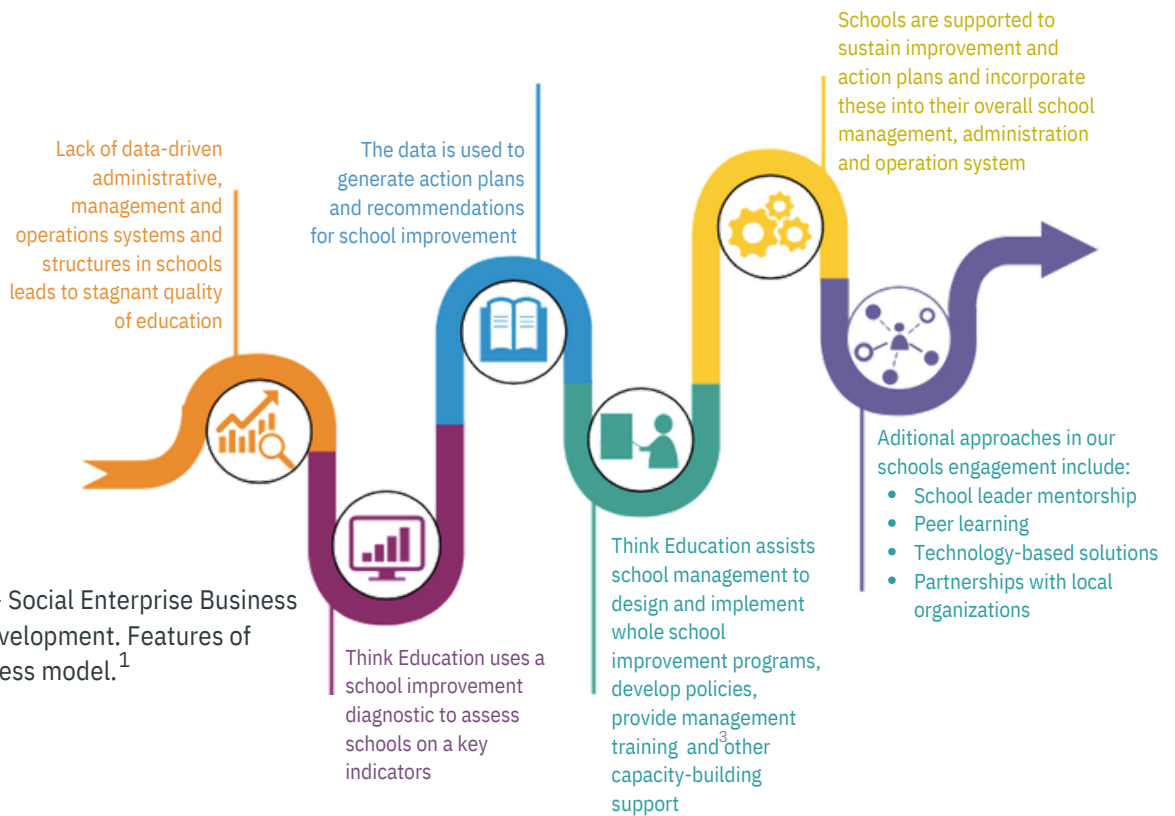 Lack of data-driven
administrative,
management and
operations systems and
structures in schools
leads to stagnant quality
of education
Think Education uses a
school improvement
diagnostic to assess
schools on a key
indicators
The data is used to
generate action plans
and recommendations
for school improvement
Think Education assists
school management to
design and implement
whole school
improvement programs,
develop policies,
provide management
training and other
3
capacity-building
support
Schools are supported to
sustain improvement and
action plans and incorporate
these into their overall school
management, administration
and operation system
Aditional approaches in our
schools engagement include:
• School leader mentorship
• Peer learning
• Technology-based solutions
• Partnerships with local
organizations
- Social Enterprise Business
velopment. Features of
ess model.1